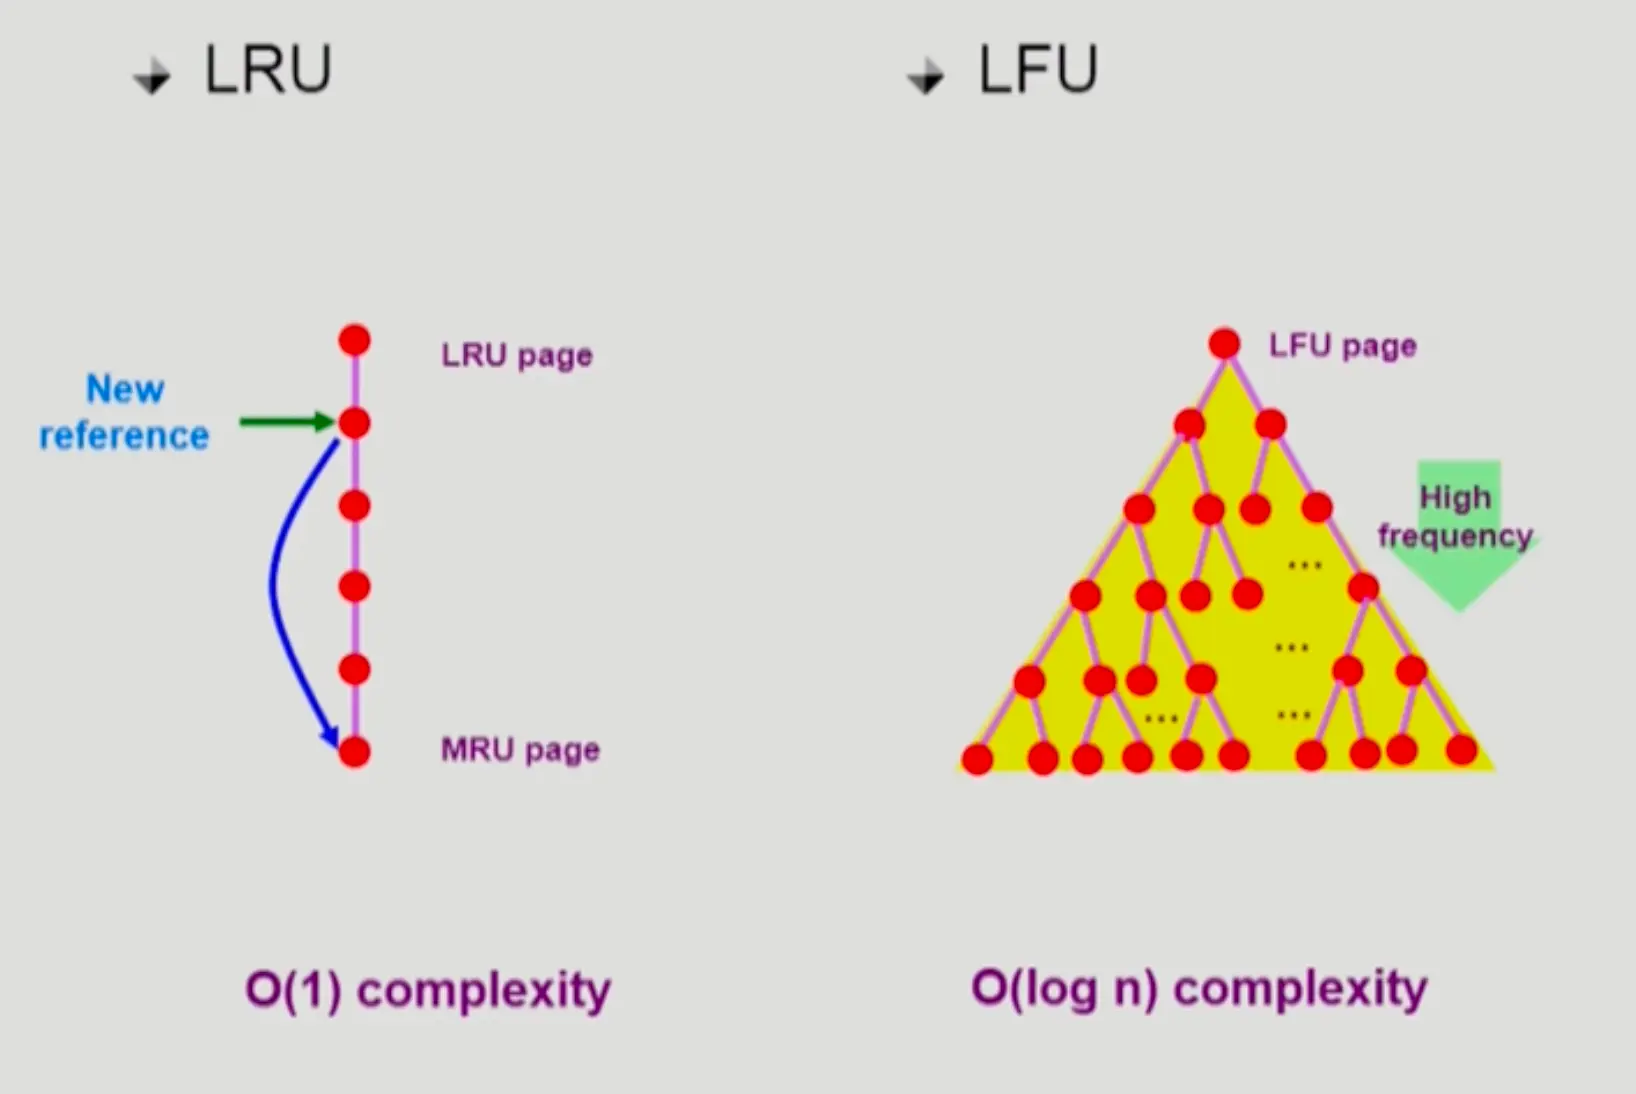 LRU
LFU
LRU page
New
reference
MRU page
O(1) complexity
LFU page
High
frequency
...
...
...
...
O(log n) complexity